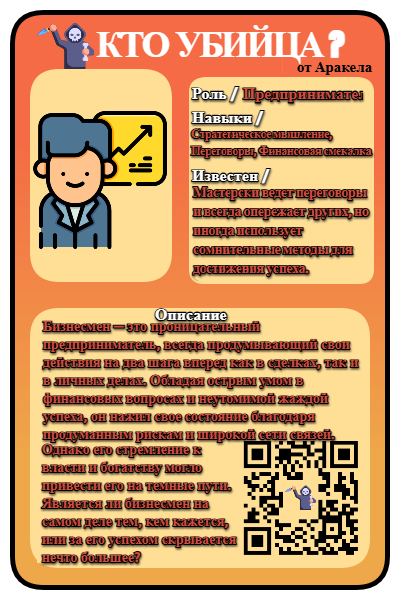 КТО УБИЙЦА?
от Аракела
Роль / Предпринимате.
Навыки /
Стратегическое мышление,
Переговоры, Финансовая смекалка
Известен /
Мастерски ведет переговоры
и всегда опережает других, но
иногда использует
сомнительные методы для
достижения успеха.
Описание
Бизнесмен — это проницательный
предприниматель, всегда продумывающий свои
действия на два шага вперед как в сделках, так и
в личных делах. Обладая острым умом в
финансовых вопросах и неутомимой жаждой
успеха, он нажил свое состояние благодаря
продуманным рискам и широкой сети связей.
Однако его стремление к
власти и богатству могло
привести его на темные пути.
Является ли бизнесмен на
самом деле тем, кем кажется,
или за его успехом скрывается
нечто большее?